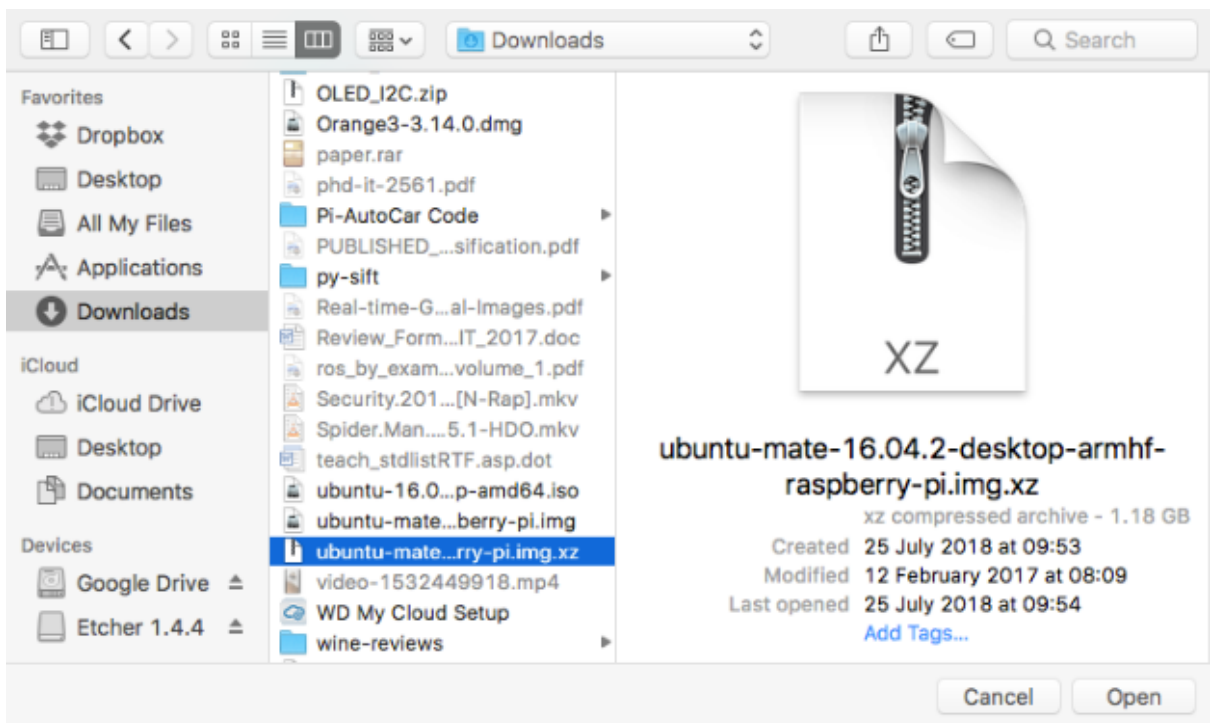 Downloads
Search
Favorites
Dropbox
Desktop
All My Files
Applications
Downloads
iCloud
iCloud Drive
Desktop
Documents
Devices
Google Drive
Etcher 1.4.4
OLED_I2C.zip
Orange3-3.14.0.dmg
paper.rar
phd-it-2561.pdf
Pi-AutoCar Code
PUBLISHED_...sification.pdf
py-sift
Real-time-G...al-Images.pdf
Review_Form...IT_2017.doc
ros_by_exam...volume_1.pdf
Security.201...[N-Rap].mkv
Spider.Man....5.1-HDO.mkv
teach_stdlistRTF.asp.dot
ubuntu-16.0...p-amd64.iso
ubuntu-mate...berry-pi.img
ubuntu-mate...rry-pi.img.xz
video-1532449918.mp4
WD My Cloud Setup
wine-reviews
XZ
ubuntu-mate-16.04.2-desktop-armhf-
raspberry-pi.img.xz
xz compressed archive - 1.18 GB
Created 25 July 2018 at 09:53
Modified 12 February 2017 at 08:09
Last opened 25 July 2018 at 09:54
Add Tags...
Cancel
Open